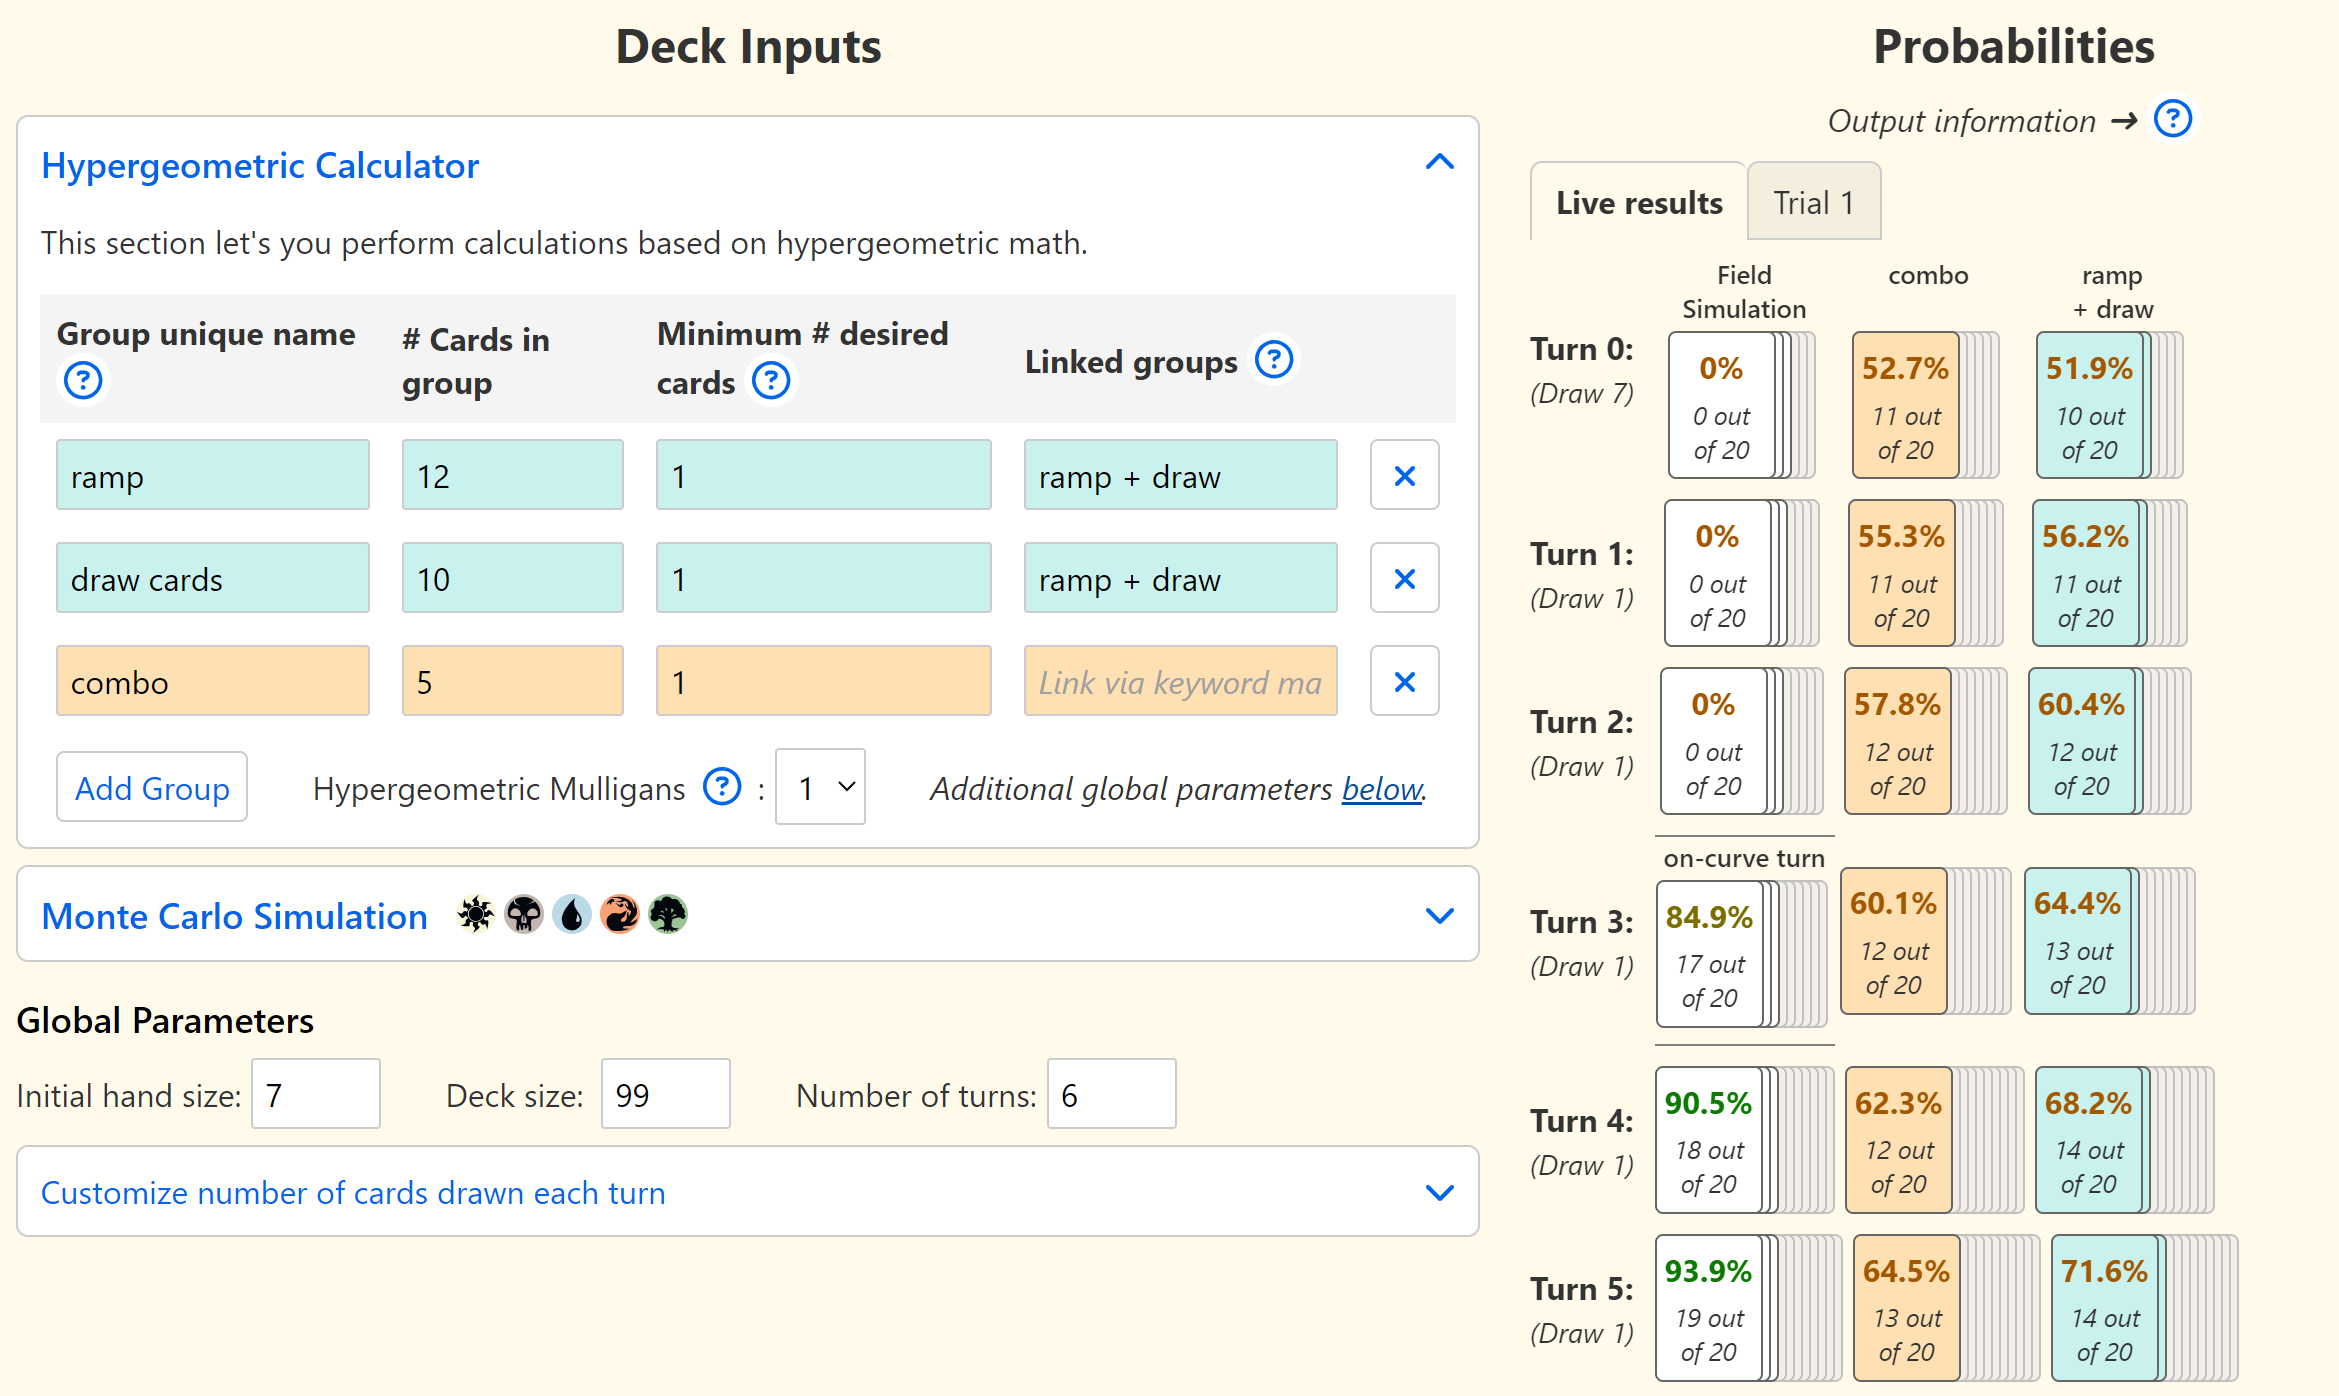 Deck Inputs
Hypergeometric Calculator
This section let's you perform calculations based on hypergeometric math.
Group unique name
?
# Cards in
group
Minimum # desired
cards ?
Linked groups ?
ramp 12 1 ramp + draw ✕
draw cards 10 1 ramp + draw ✕
combo 5 1 Link via keyword ma ✕
Add Group Hypergeometric Mulligans ? : 1 Additional global parameters below.
Monte Carlo Simulation
Global Parameters
Initial hand size: 7 Deck size: 99 Number of turns: 6
Customize number of cards drawn each turn
Probabilities
Output information → ?
Live results Trial 1
Field
Simulation
combo
ramp
+ draw
Turn 0:
(Draw 7)
0%
0 out
of 20
52.7%
11 out
of 20
51.9%
10 out
of 20
Turn 1:
(Draw 1)
0%
0 out
of 20
55.3%
11 out
of 20
56.2%
11 out
of 20
Turn 2:
(Draw 1)
0%
0 out
of 20
57.8%
12 out
of 20
60.4%
12 out
of 20
on-curve turn
Turn 3:
(Draw 1)
84.9%
17 out
of 20
60.1%
12 out
of 20
64.4%
13 out
of 20
Turn 4:
(Draw 1)
90.5%
18 out
of 20
62.3%
12 out
of 20
68.2%
14 out
of 20
Turn 5:
(Draw 1)
93.9%
19 out
of 20
64.5%
13 out
of 20
71.6%
14 out
of 20